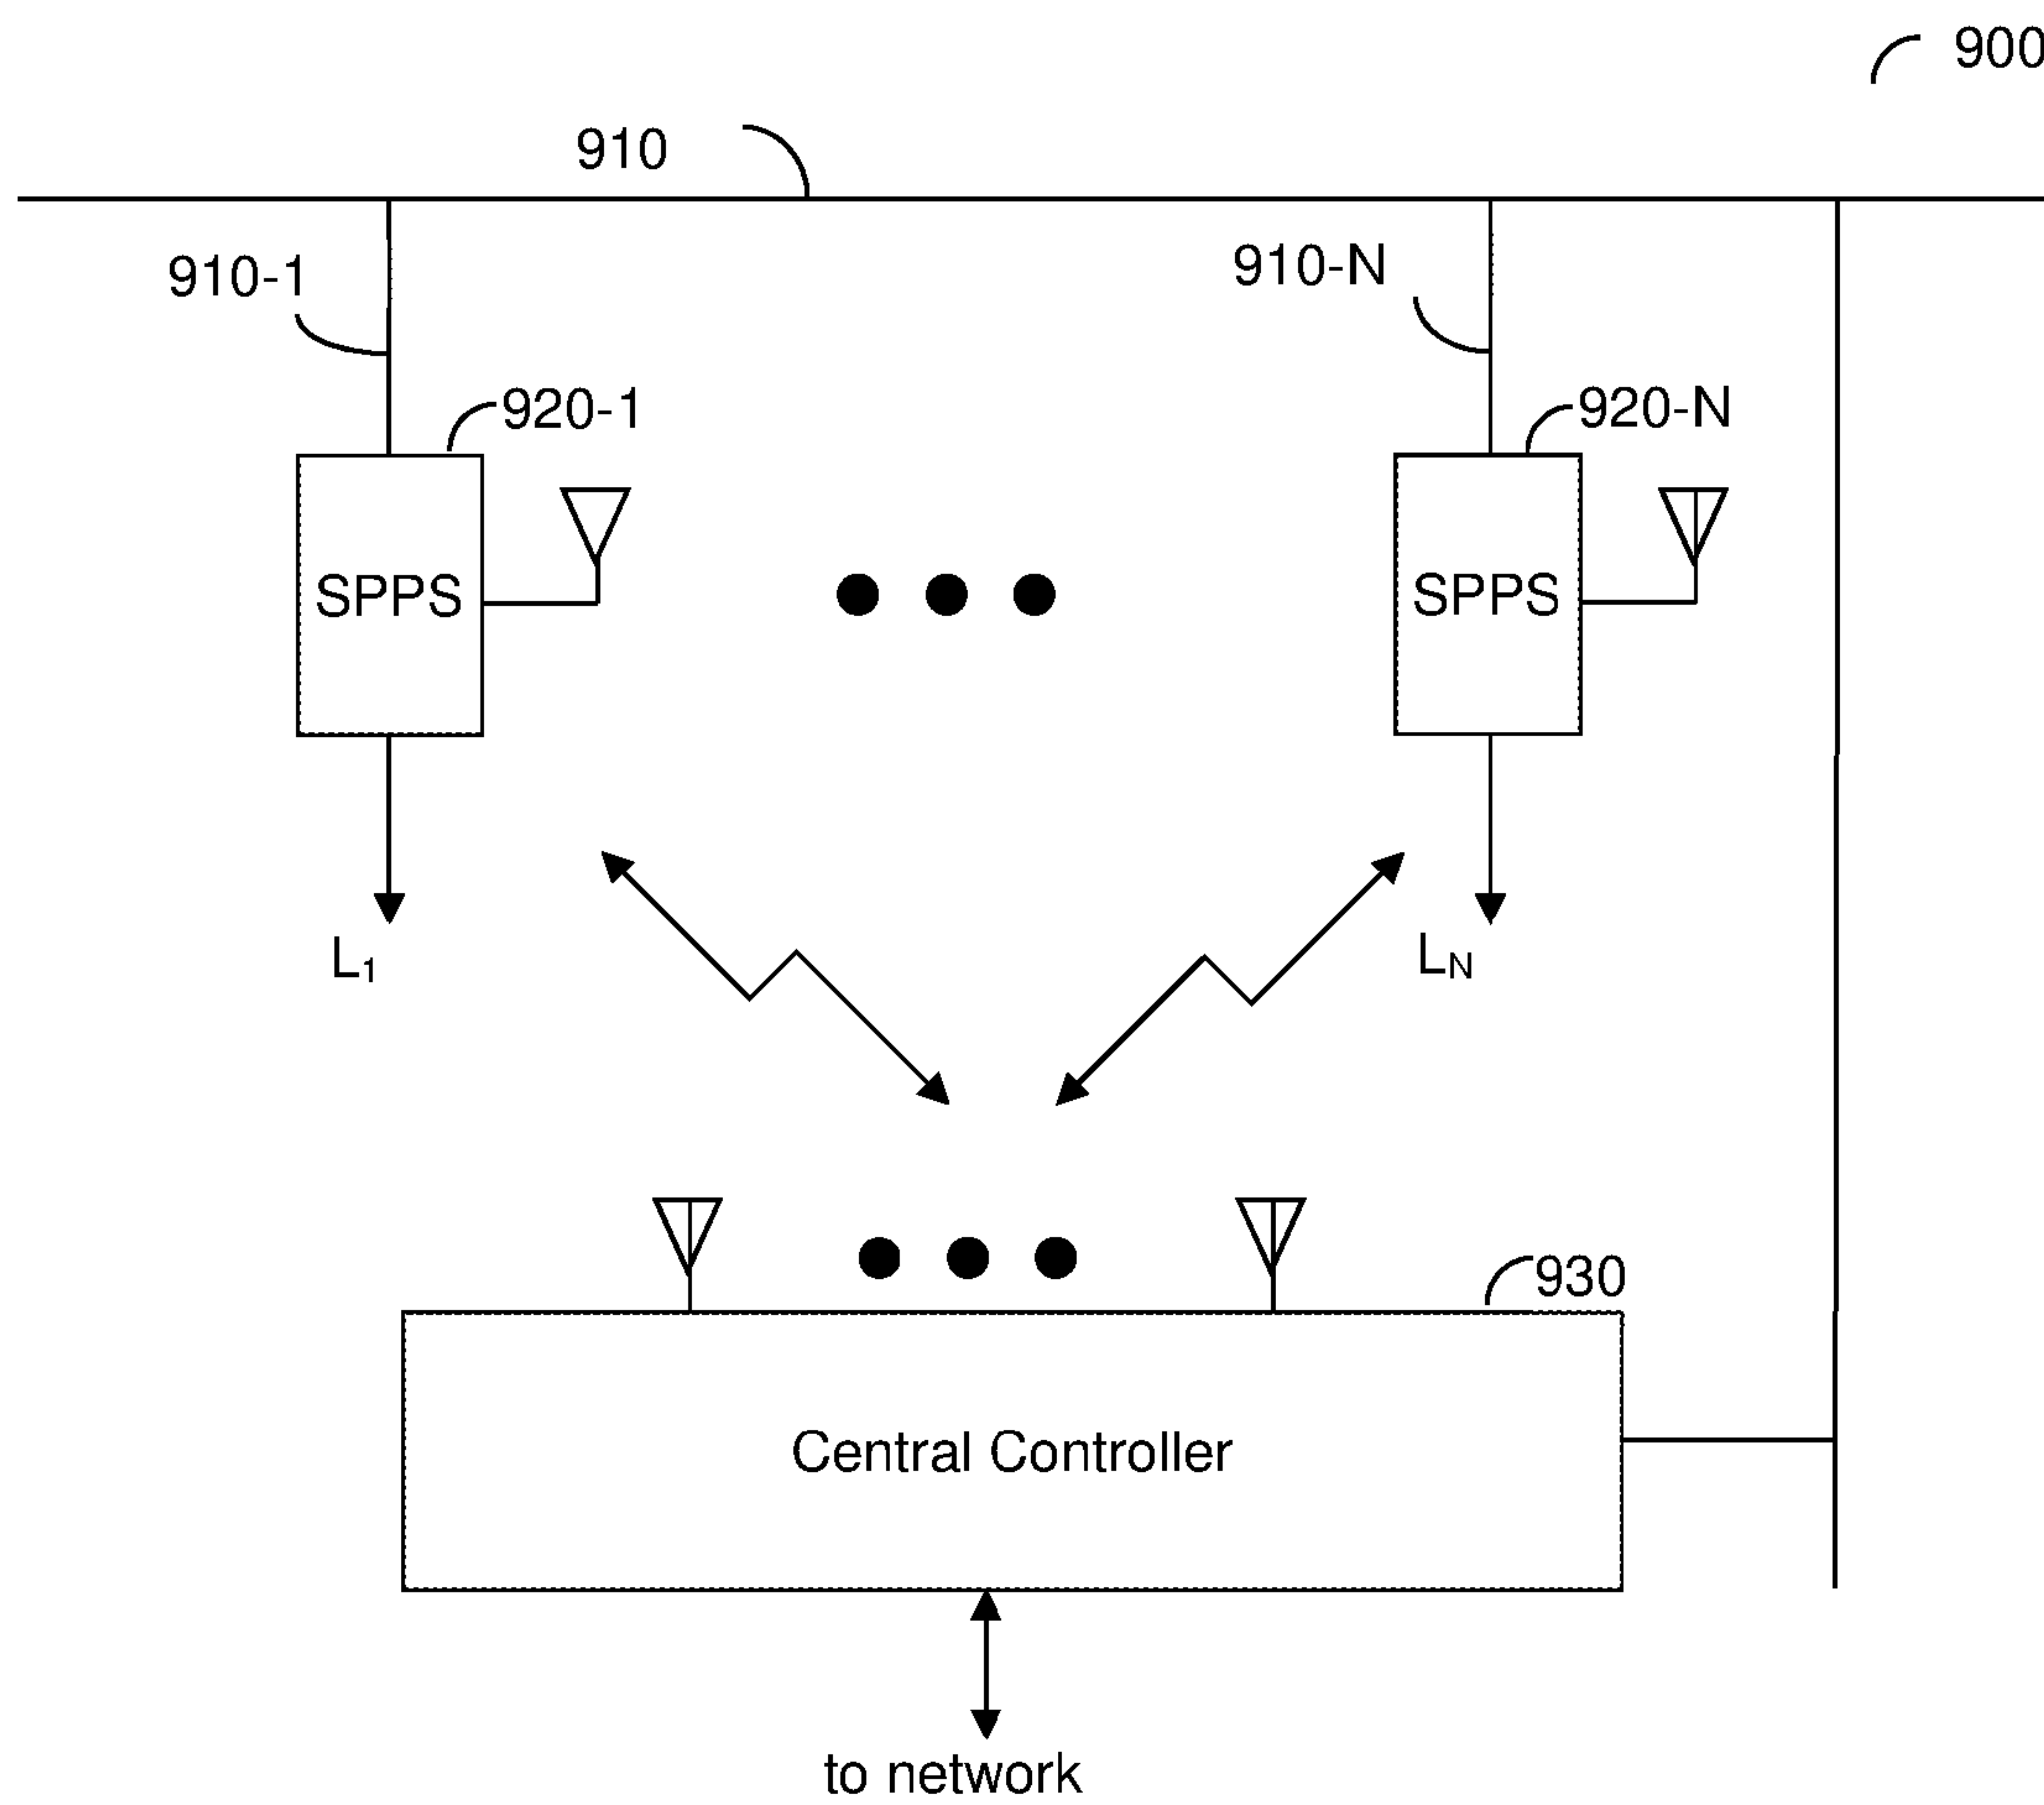 900
910
910-1
910-N
920-1
920-N
SPPS
SPPS
L1
LN
930
Central Controller
to network